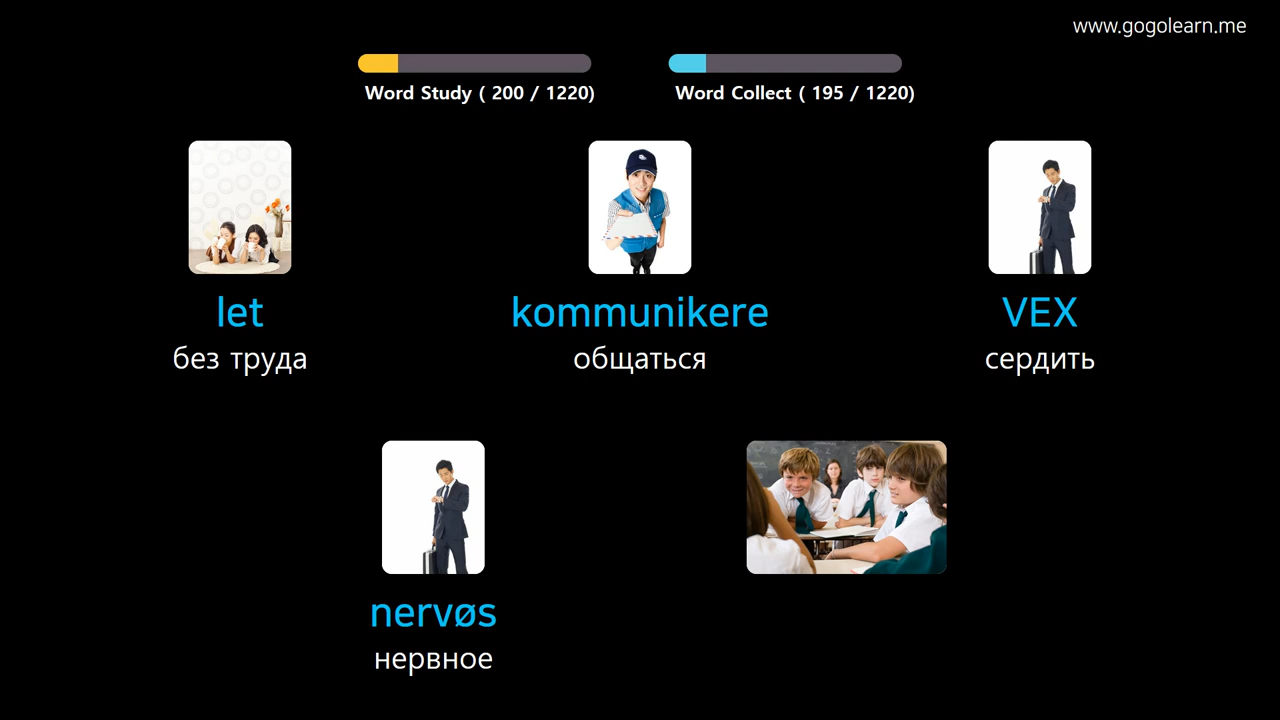 www.gogolearn.me
Word Study ( 200 / 1220)
Word Collect ( 195 / 1220)
let
без труда
kommunikere
общаться
VEX
сердить
nervøs
нервное